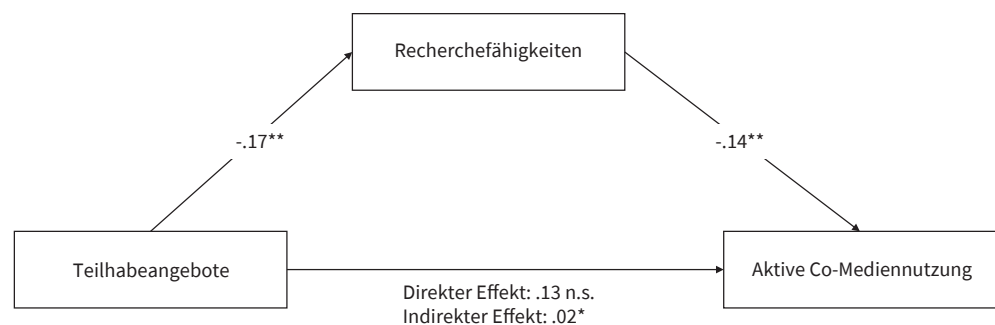 Recherchefähigkeiten
-.17**
-.14**
Teilhabeangebote
Aktive Co-Mediennutzung
Direkter Effekt: .13 n.s.
Indirekter Effekt: .02*